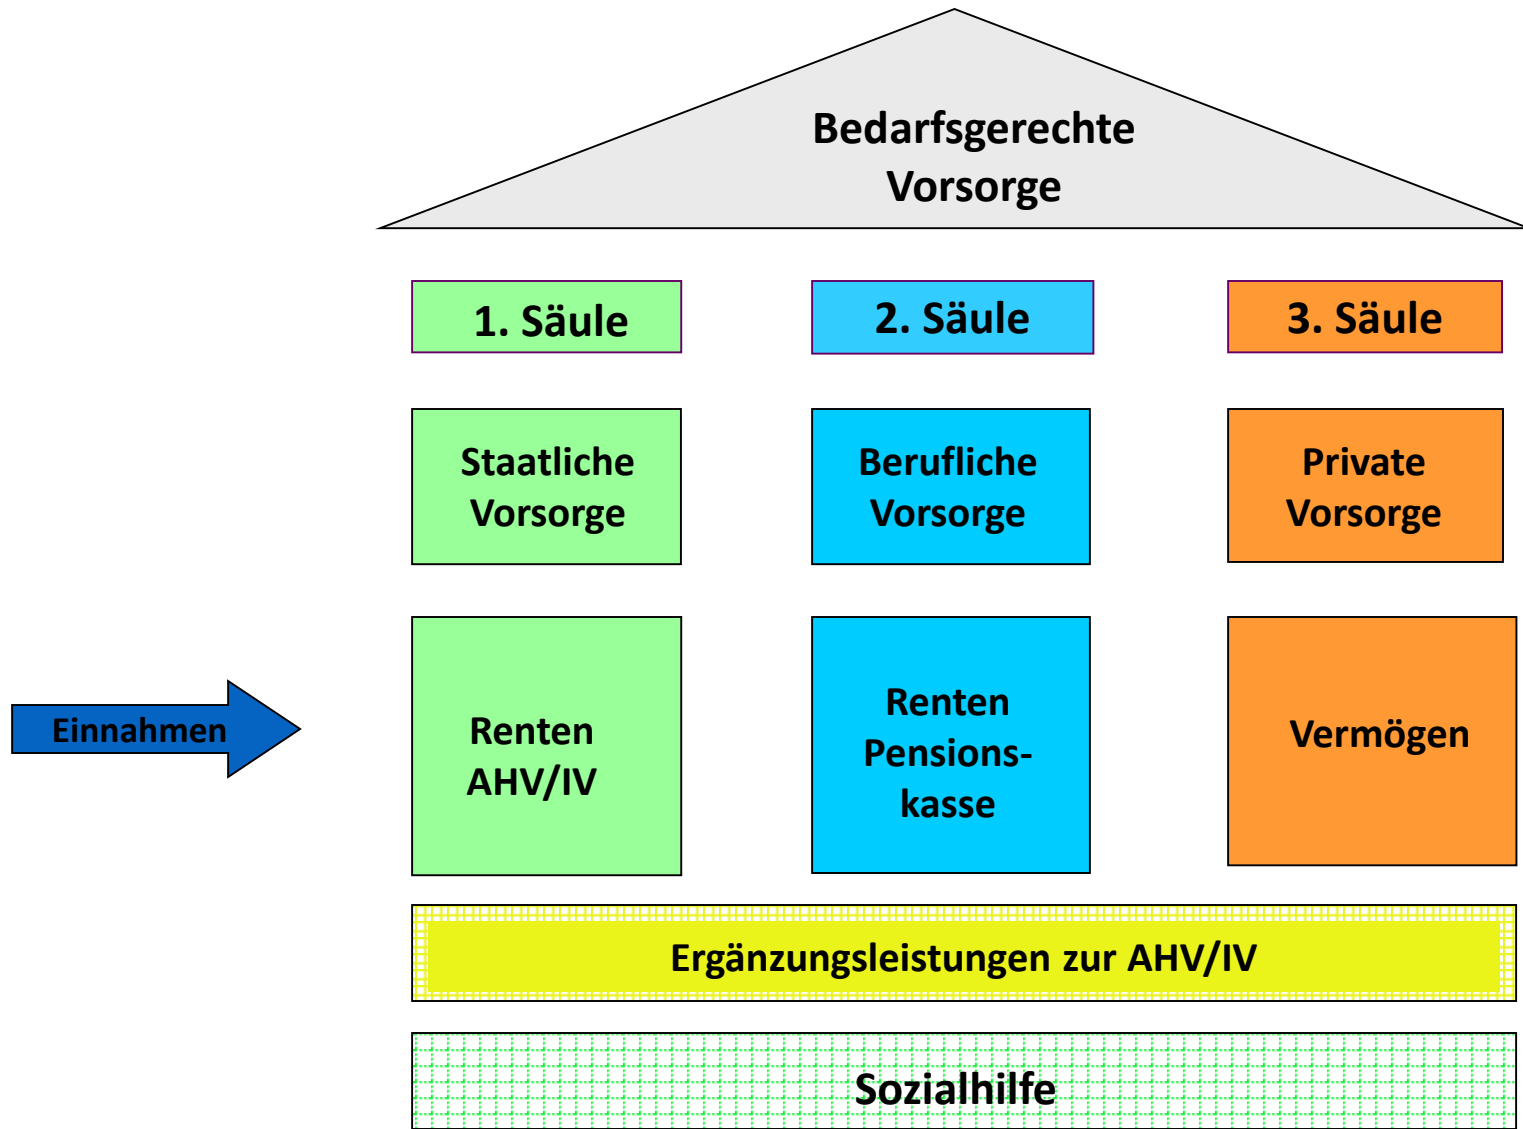 Bedarfsgerechte
Vorsorge
1. Säule
2. Säule
3. Säule
Staatliche
Vorsorge
Berufliche
Vorsorge
Private
Vorsorge
Einnahmen
Renten
AHV/IV
Renten
Pensions-
kasse
Vermögen
Ergänzungsleistungen zur AHV/IV
Sozialhilfe